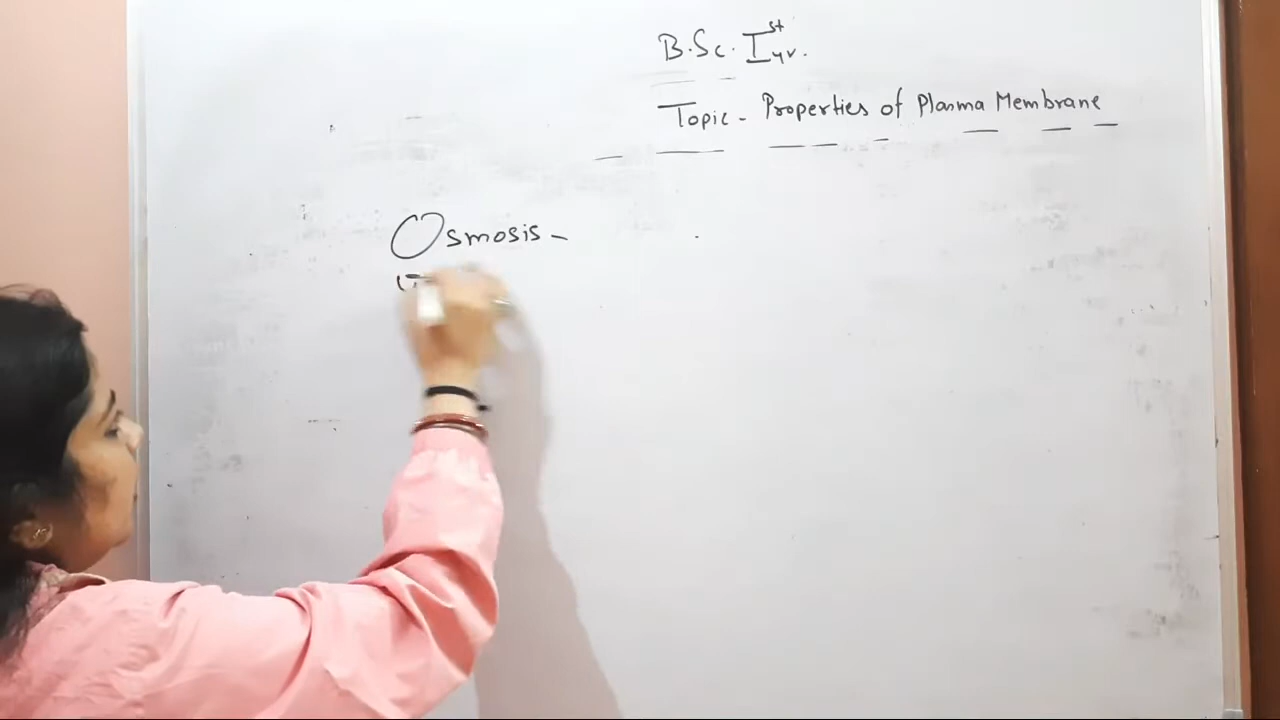 B.Sc. Ist yr.
Topic - Properties of Plasma Membrane
Osmosis -